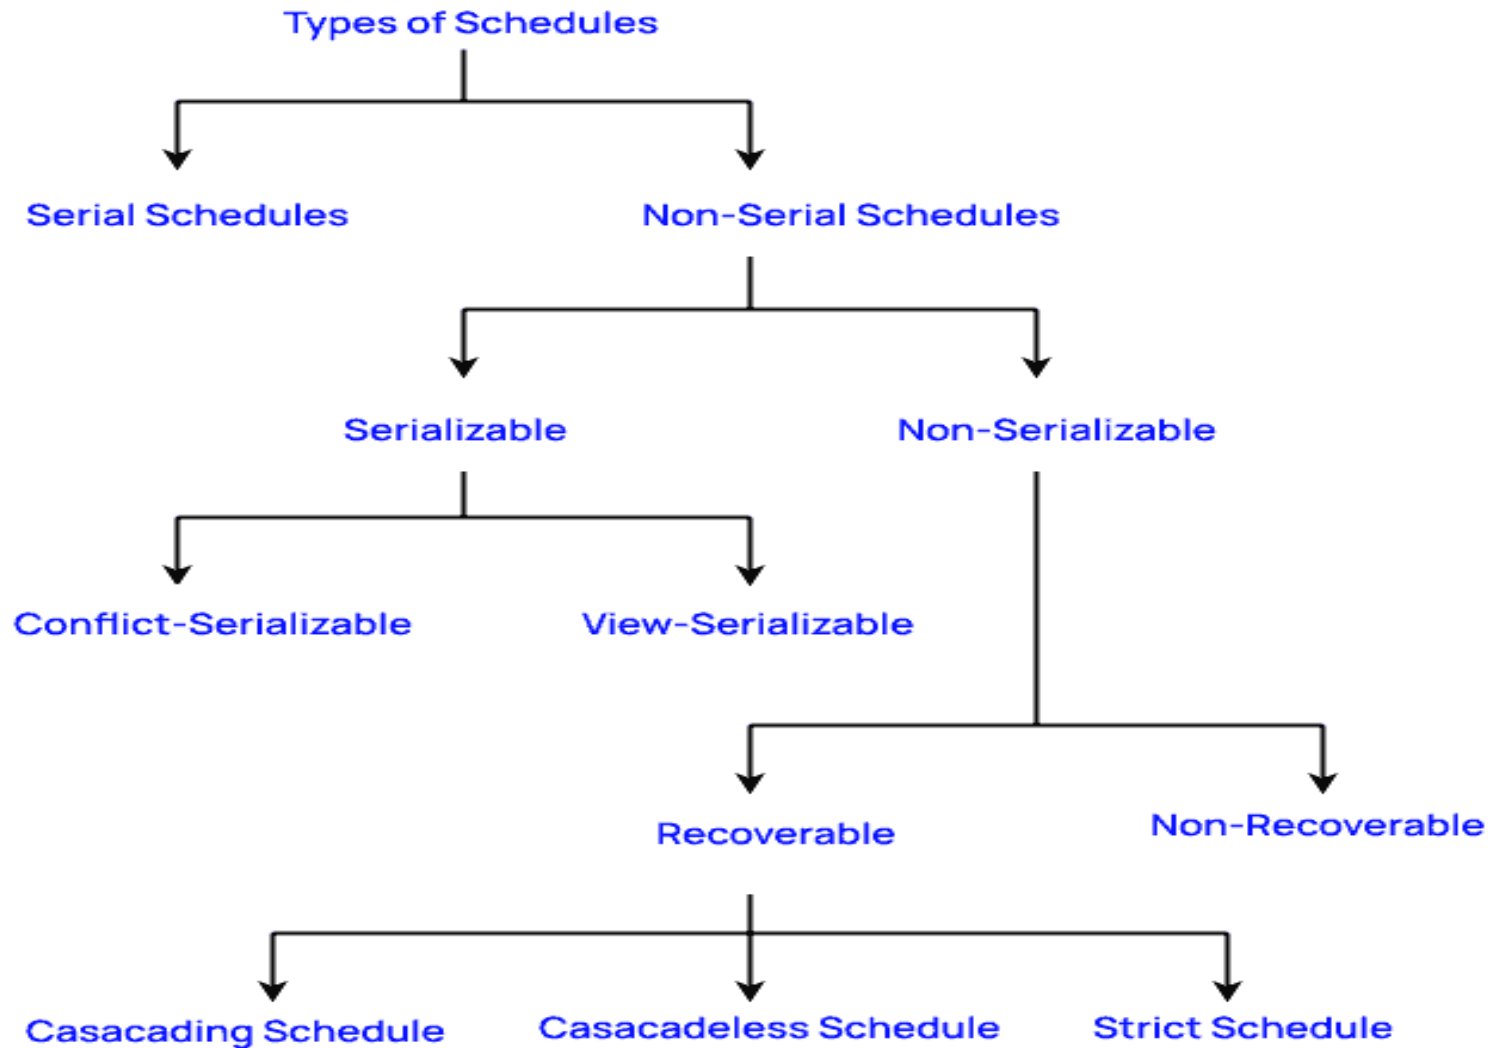 Types of Schedules
Serial Schedules
Non-Serial Schedules
Serializable
Non-Serializable
Conflict-Serializable
View-Serializable
Recoverable
Non-Recoverable
Casacading Schedule
Casacadeless Schedule
Strict Schedule